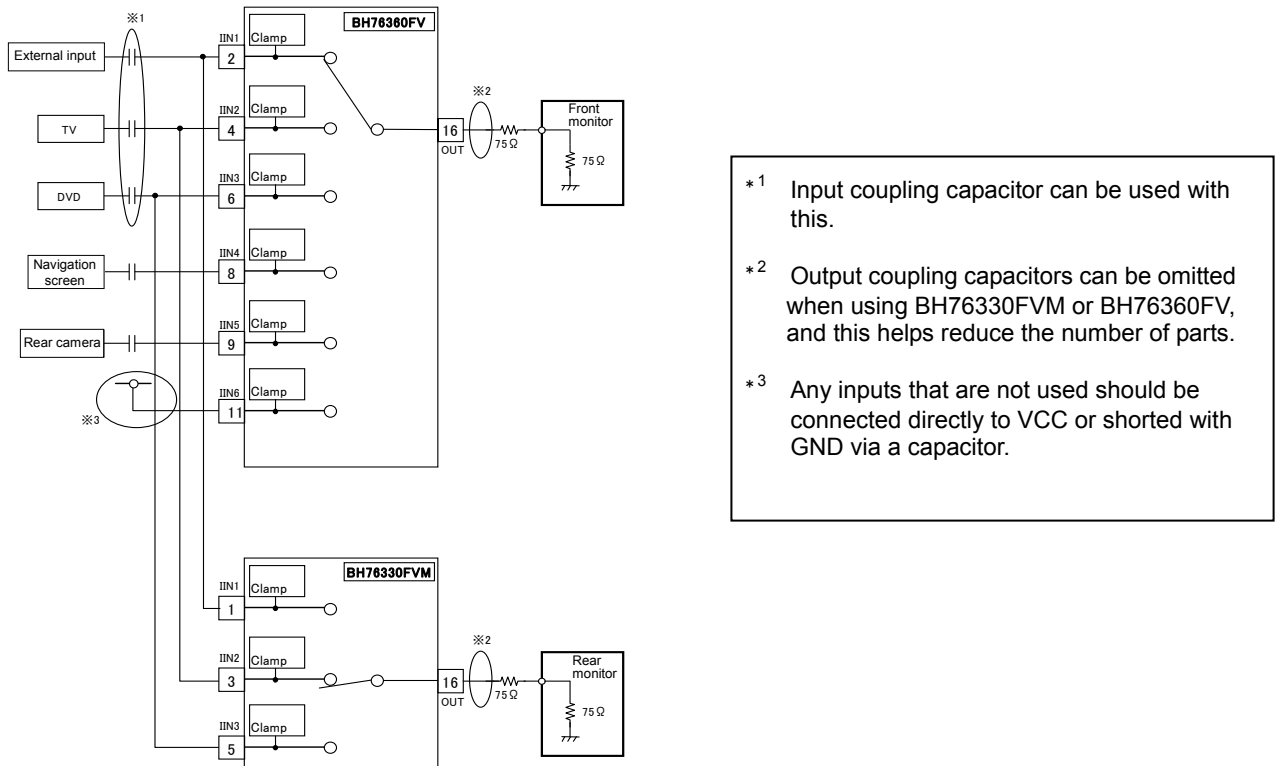 ※1
BH76360FV
External input
IIN1
Clamp
2
TV
IIN2
Clamp
4
DVD
IIN3
Clamp
6
Navigation
screen
IIN4
Clamp
8
Rear camera
IIN5
Clamp
9
※3
IIN6
Clamp
11
16
OUT
※2
75Ω
Front
monitor
75Ω
BH76330FVM
IIN1
Clamp
1
IIN2
Clamp
3
IIN3
Clamp
5
16
OUT
※2
75Ω
Rear
monitor
75Ω
*1 Input coupling capacitor can be used with
this.
*2 Output coupling capacitors can be omitted
when using BH76330FVM or BH76360FV,
and this helps reduce the number of parts.
*3 Any inputs that are not used should be
connected directly to VCC or shorted with
GND via a capacitor.